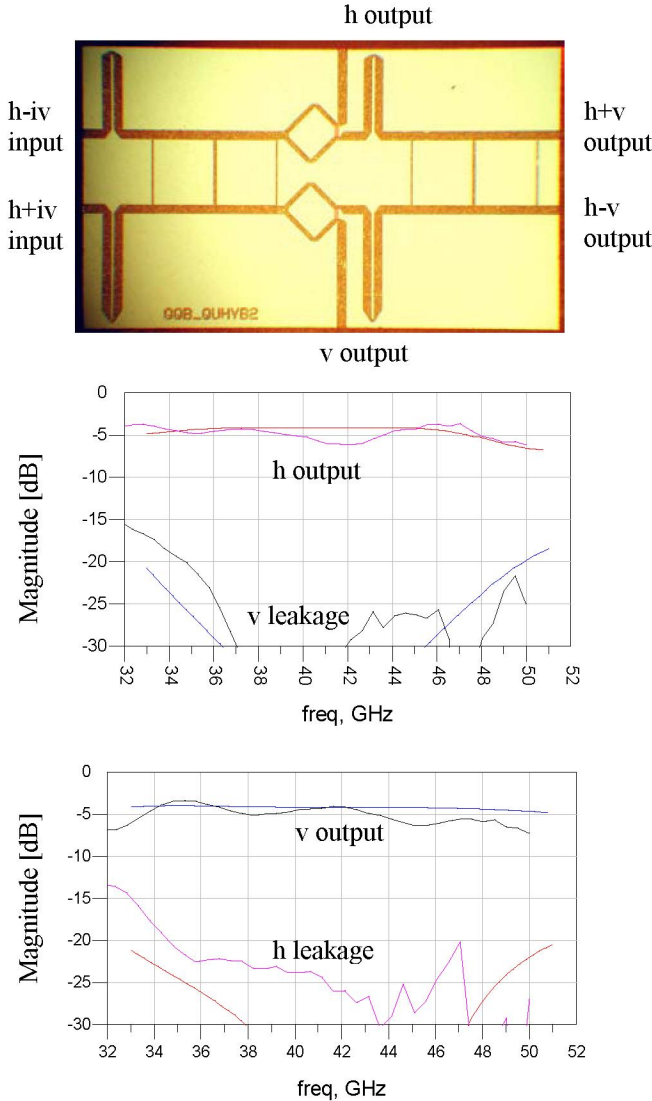 h output
h-iv
input
h+v
output
h+iv
input
h-v
output
QQB_QUHYB2
v output
Magnitude [dB]
0
-5
-10
-15
-20
-25
-30
h output
v leakage
32 34 36 38 40 42 44 46 48 50 52
freq, GHz
Magnitude [dB]
0
-5
-10
-15
-20
-25
-30
v output
h leakage
32 34 36 38 40 42 44 46 48 50 52
freq, GHz